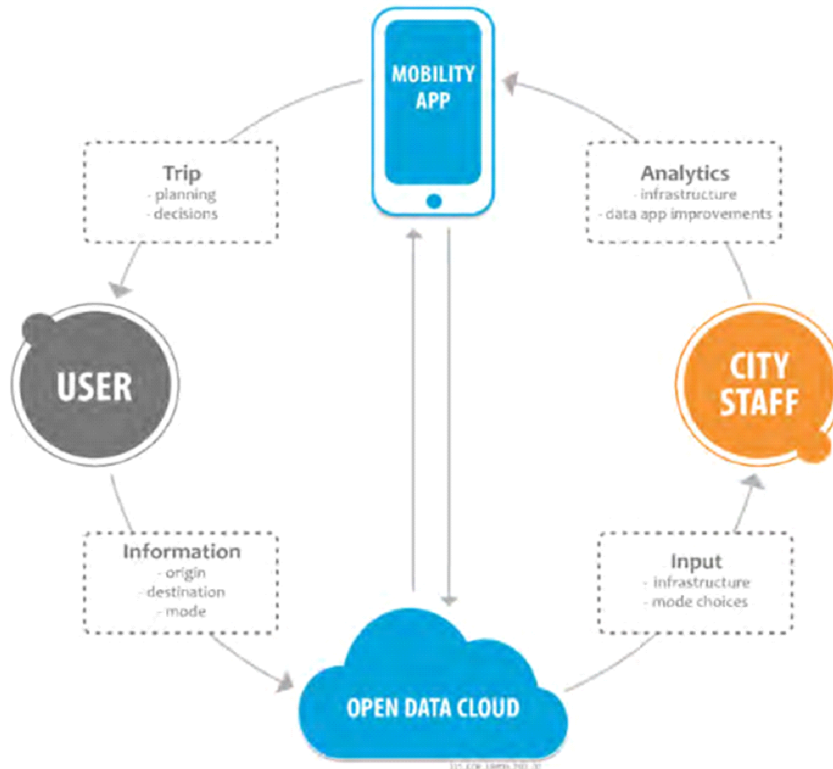 MOBILITY
APP
Trip
- planning
- decisions
Analytics
- infrastructure
- data app improvements
USER
CITY
STAFF
Information
- origin
- destination
- mode
Input
- infrastructure
- mode choices
OPEN DATA CLOUD